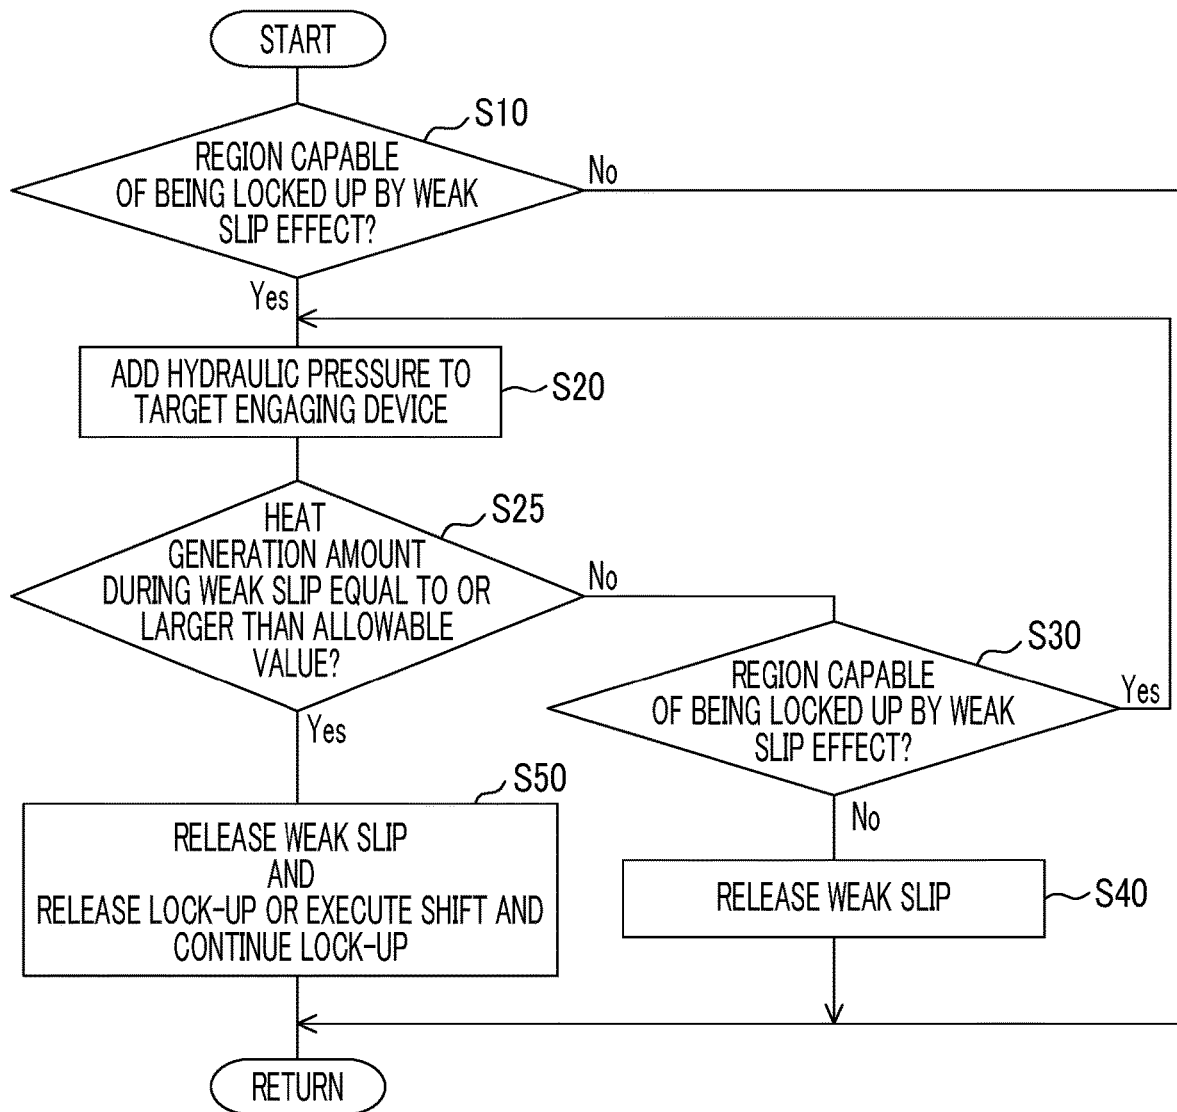 START
S10
REGION CAPABLE
OF BEING LOCKED UP BY WEAK
SLIP EFFECT?
No
Yes
ADD HYDRAULIC PRESSURE TO
TARGET ENGAGING DEVICE
S20
HEAT
GENERATION AMOUNT
DURING WEAK SLIP EQUAL TO OR
LARGER THAN ALLOWABLE
VALUE?
S25
No
Yes
S30
REGION CAPABLE
OF BEING LOCKED UP BY WEAK
SLIP EFFECT?
Yes
No
S50
RELEASE WEAK SLIP
AND
RELEASE LOCK-UP OR EXECUTE SHIFT AND
CONTINUE LOCK-UP
RELEASE WEAK SLIP
S40
RETURN